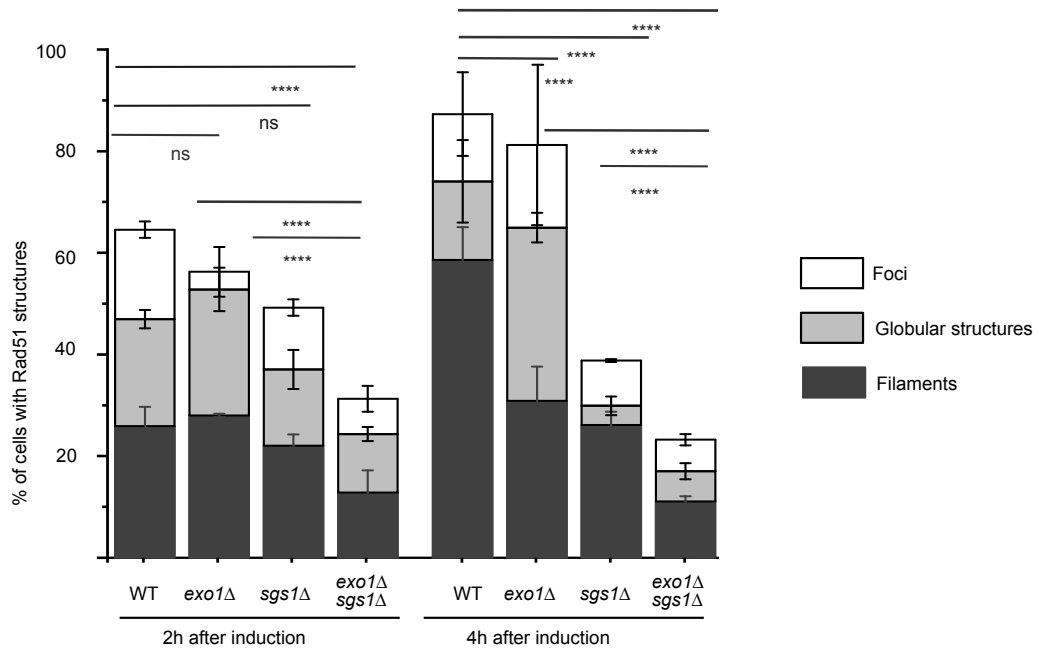 % of cells with Rad51 structures
100
80
60
40
20
****
ns
ns
****
****
****
****
****
****
****
Foci
Globular structures
Filaments
WT
exo1Δ
sgs1Δ
exo1Δ
sgs1Δ
WT
exo1Δ
sgs1Δ
exo1Δ
sgs1Δ
2h after induction
4h after induction